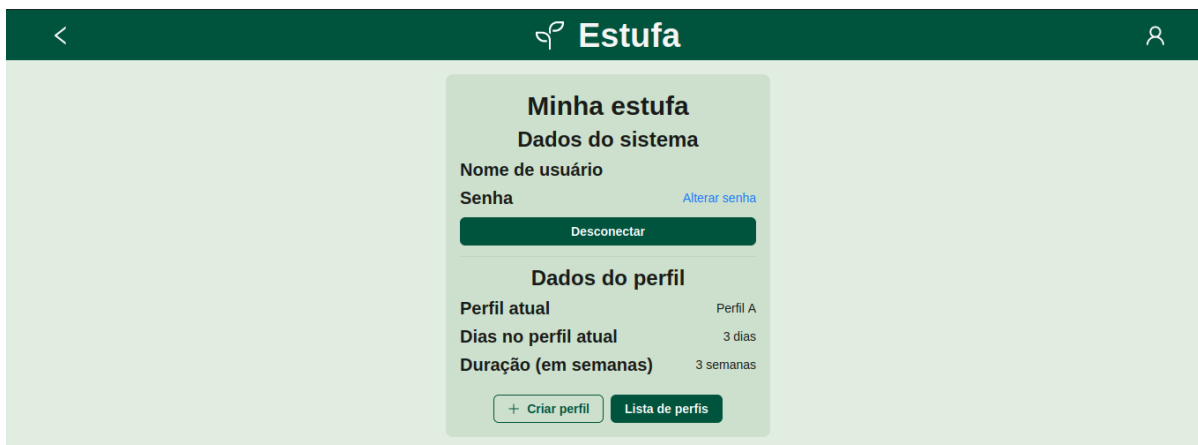 Estufa
Minha estufa
Dados do sistema
Nome de usuário
Senha Alterar senha
Desconectar
Dados do perfil
Perfil atual Perfil A
Dias no perfil atual 3 dias
Duração (em semanas) 3 semanas
+ Criar perfil Lista de perfis